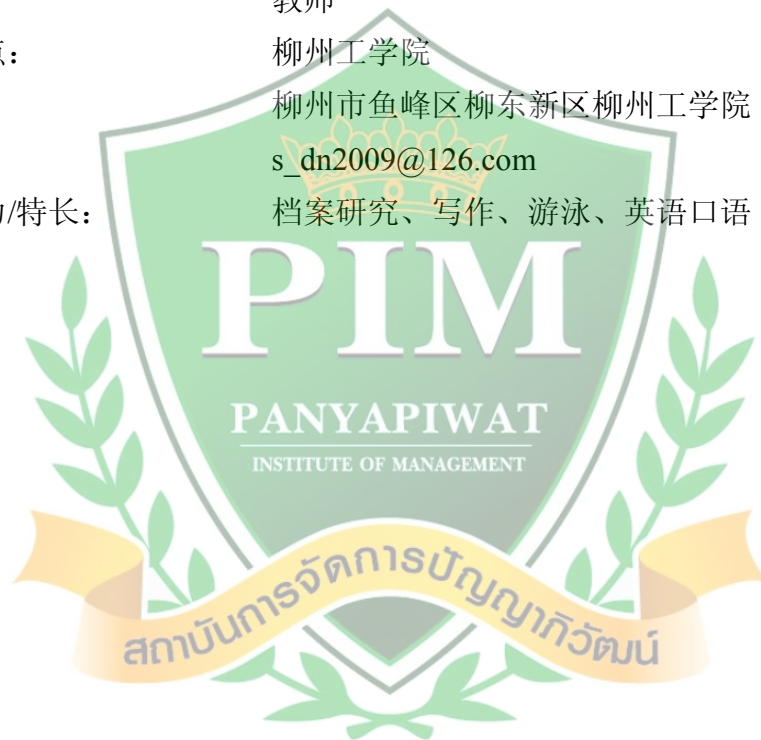 教师
点： 柳州工学院
柳州市鱼峰区柳东新区柳州工学院
s_dn2009@126.com
/特长： 档案研究、写作、游泳、英语口语
PIM
PANYAPIWAT
INSTITUTE OF MANAGEMENT
สถาบันการจัดการปัญญาภิวัฒน์